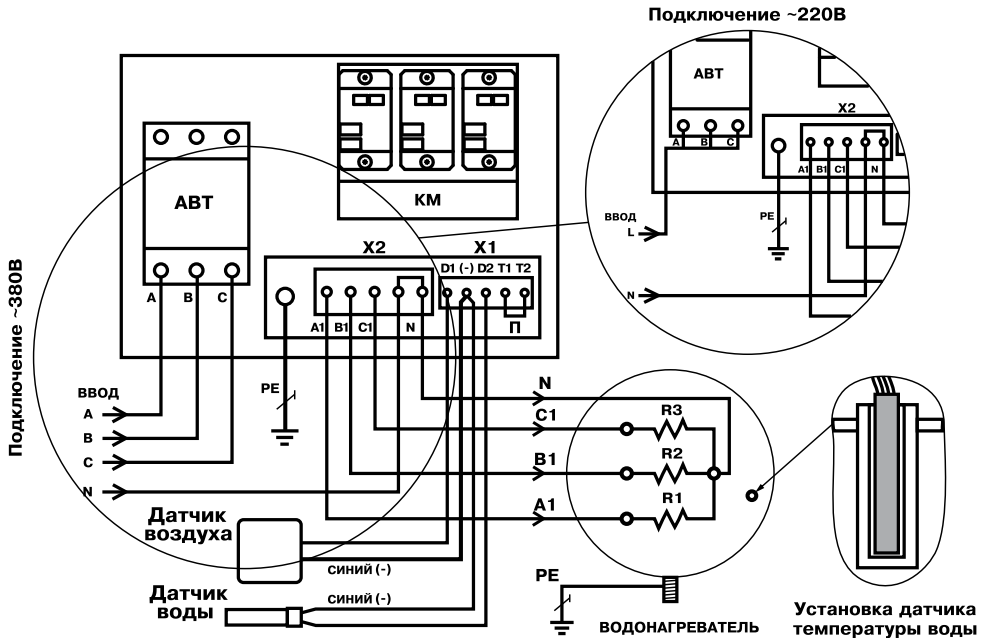 Подключение ~220В
АВТ
X2
A B C
A1 B1 C1 N
ВВОД
L
PE
N
Подключение ~380В
АВТ
КМ
A B C
X2 X1
D1 (-) D2 T1 T2
A1 B1 C1 N П
PE
ВВОД
A
B
C
N
N
C1
B1
A1
R3
R2
R1
Датчик
воздуха
СИНИЙ (-)
Датчик
воды
СИНИЙ (-)
PE
ВОДОНАГРЕВАТЕЛЬ
Установка датчика
температуры воды